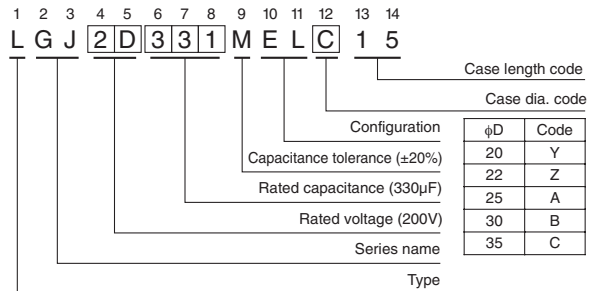 1 2 3 4 5 6 7 8 9 10 11 12 13 14
L G J 2 D 3 3 1 M E L C 1 5
Case length code
Case dia. code
Configuration
Capacitance tolerance (±20%)
Rated capacitance (330µF)
Rated voltage (200V)
Series name
Type
ϕD Code
20 Y
22 Z
25 A
30 B
35 C